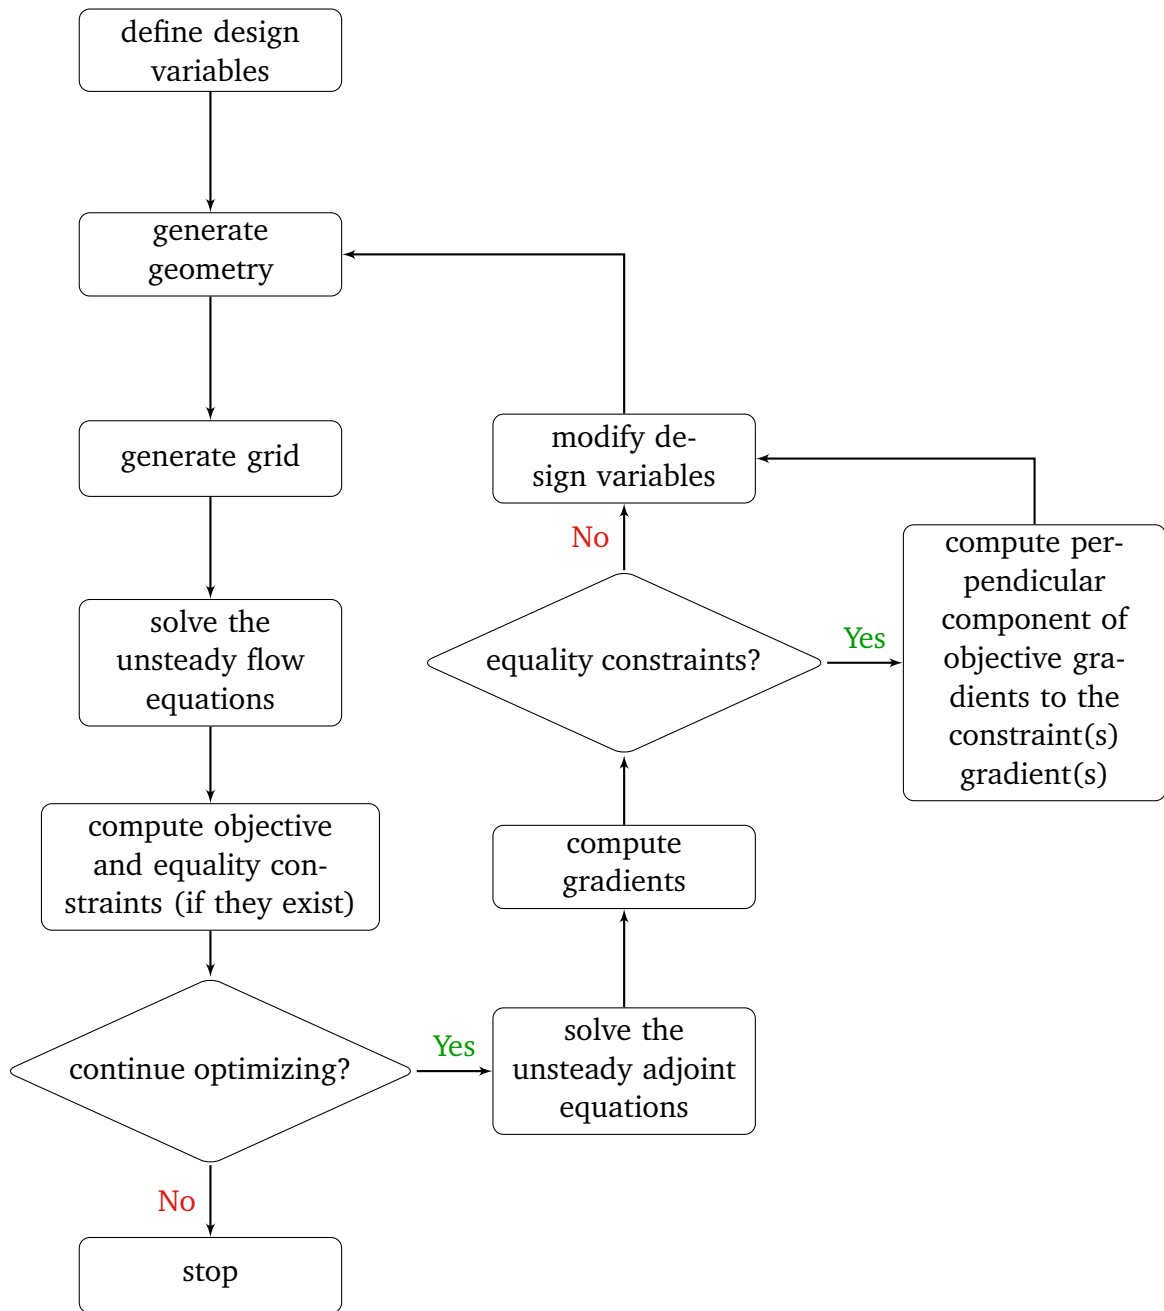 define design
variables
generate
geometry
generate grid
solve the
unsteady flow
equations
compute objective
and equality con-
straints (if they exist)
continue optimizing?
Yes
No
stop
solve the
unsteady adjoint
equations
compute
gradients
equality constraints?
No
Yes
modify de-
sign variables
compute per-
pendicular
component of
objective gra-
dients to the
constraint(s)
gradient(s)